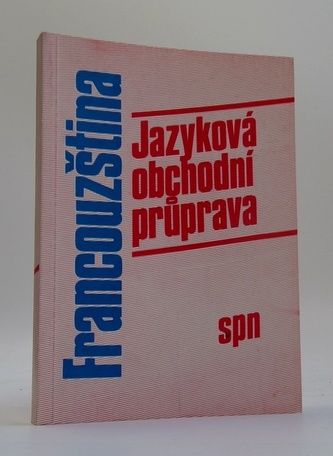 Francouzština
Jazyková
obchodní
průprava
spn